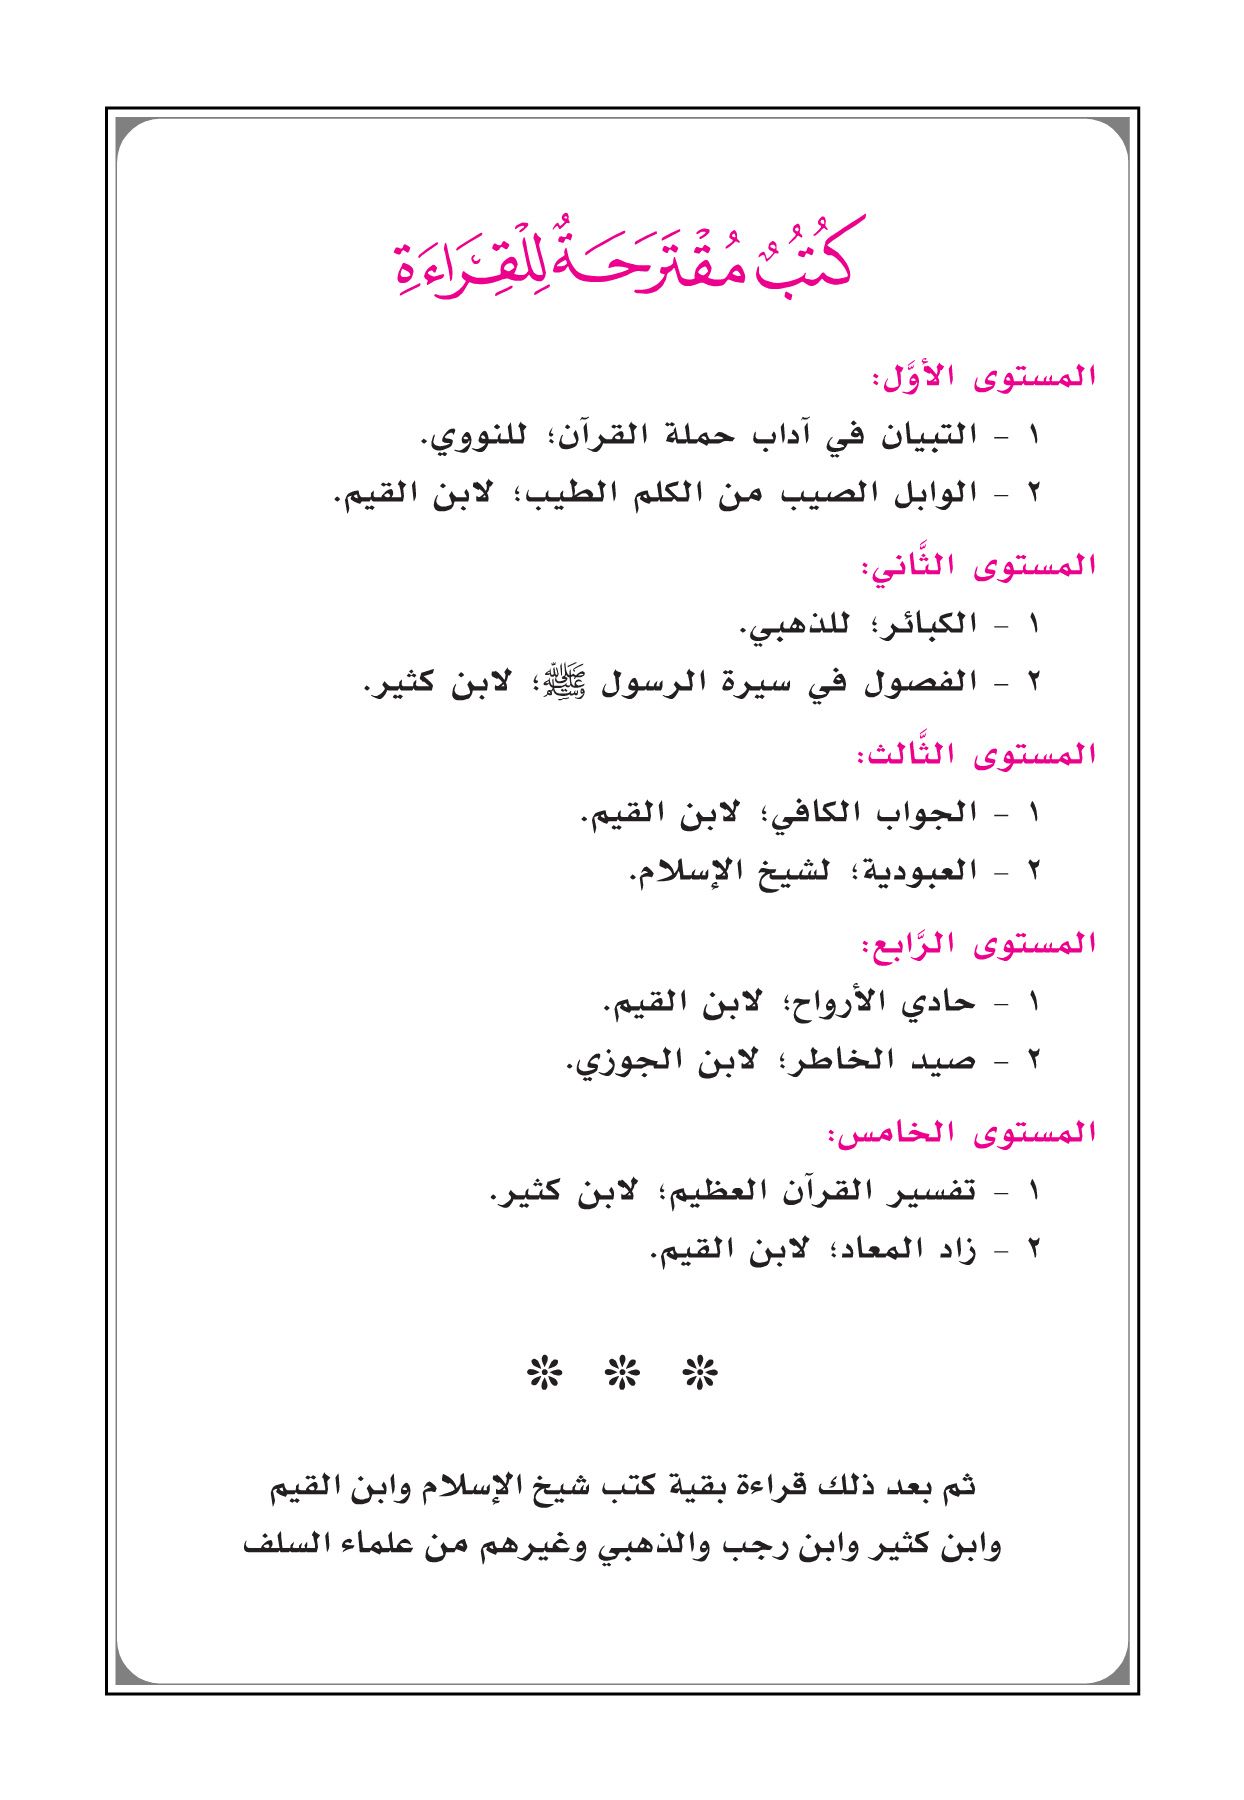 كُتُبٌ مُقْتَرَحَةٌ لِلْقِرَاءَةِ
المستوى الأوَّل:
١ – التبيان في آداب حملة القرآن؛ للنووي.
٢ – الوابل الصيب من الكلم الطيب؛ لابن القيم.
المستوى الثَّاني:
١ – الكبائر؛ للذهبي.
٢ – الفصول في سيرة الرسول ﷺ؛ لابن كثير.
المستوى الثَّالث:
١ – الجواب الكافي؛ لابن القيم.
٢ – العبودية؛ لشيخ الإسلام.
المستوى الرَّابع:
١ – حادي الأرواح؛ لابن القيم.
٢ – صيد الخاطر؛ لابن الجوزي.
المستوى الخامس:
١ – تفسير القرآن العظيم؛ لابن كثير.
٢ – زاد المعاد؛ لابن القيم.
ثم بعد ذلك قراءة بقية كتب شيخ الإسلام وابن القيم
وابن كثير وابن رجب والذهبي وغيرهم من علماء السلف